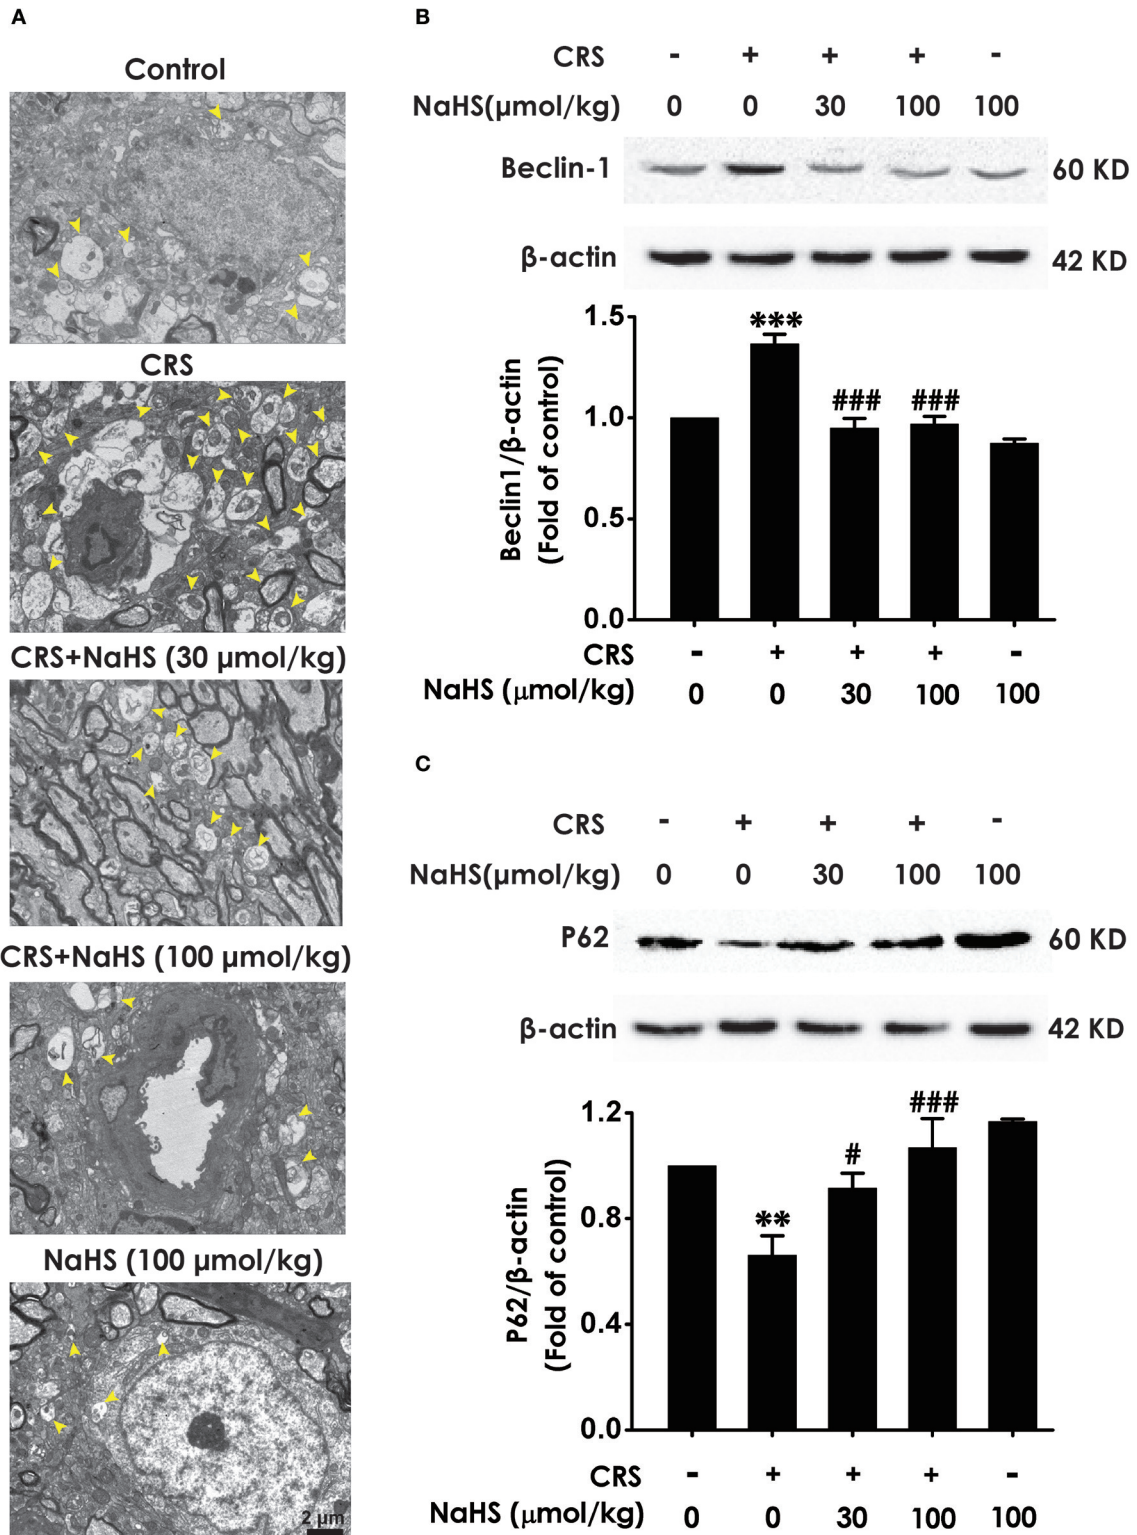 A
Control
CRS
CRS+NaHS (30 μmol/kg)
CRS+NaHS (100 μmol/kg)
NaHS (100 μmol/kg)
2 μm
B
CRS - + + + -
NaHS(μmol/kg) 0 0 30 100 100
Beclin-1 60 KD
β-actin 42 KD
Beclin1/β-actin
(Fold of control)
1.5
1.0
0.5
0.0
*** ### ###
CRS - + + + -
NaHS (μmol/kg) 0 0 30 100 100
C
CRS - + + + -
NaHS(μmol/kg) 0 0 30 100 100
P62 60 KD
β-actin 42 KD
P62/β-actin
(Fold of control)
1.2
0.8
0.4
0.0
** # ###
CRS - + + + -
NaHS (μmol/kg) 0 0 30 100 100